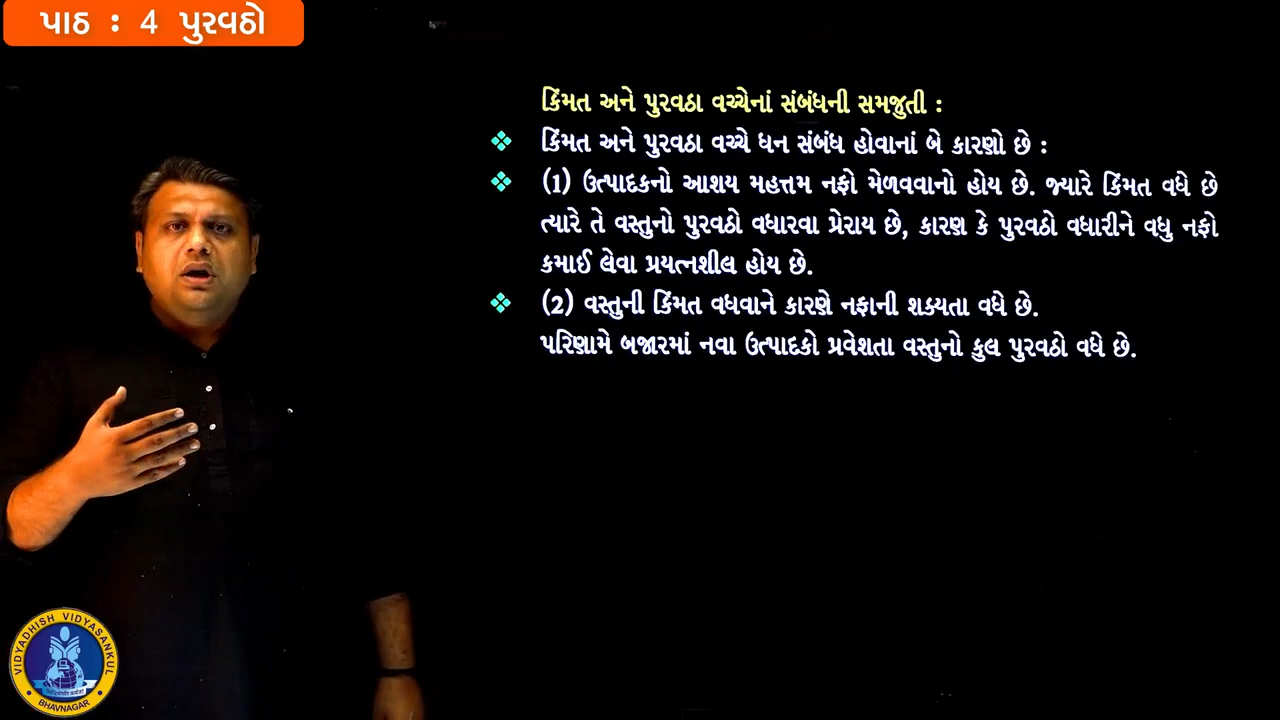 પાઠ : 4 પુરવઠો
કિંમત અને પુરવઠા વચ્ચેનાં સંબંધની સમજુતી :
❖ કિંમત અને પુરવઠા વચ્ચે ધન સંબંધ હોવાનાં બે કારણો છે :
❖ (1) ઉત્પાદકનો આશય મહત્તમ નફો મેળવવાનો હોય છે. જ્યારે કિંમત વધે છે
ત્યારે તે વસ્તુનો પુરવઠો વધારવા પ્રેરાય છે, કારણ કે પુરવઠો વધારીને વધુ નફો
કમાઈ લેવા પ્રયત્નશીલ હોય છે.
❖ (2) વસ્તુની કિંમત વધવાને કારણે નફાની શક્યતા વધે છે.
પરિણામે બજારમાં નવા ઉત્પાદકો પ્રવેશતા વસ્તુનો કુલ પુરવઠો વધે છે.
VIDYADHISH VIDYASANKUL
• BHAVNAGAR •